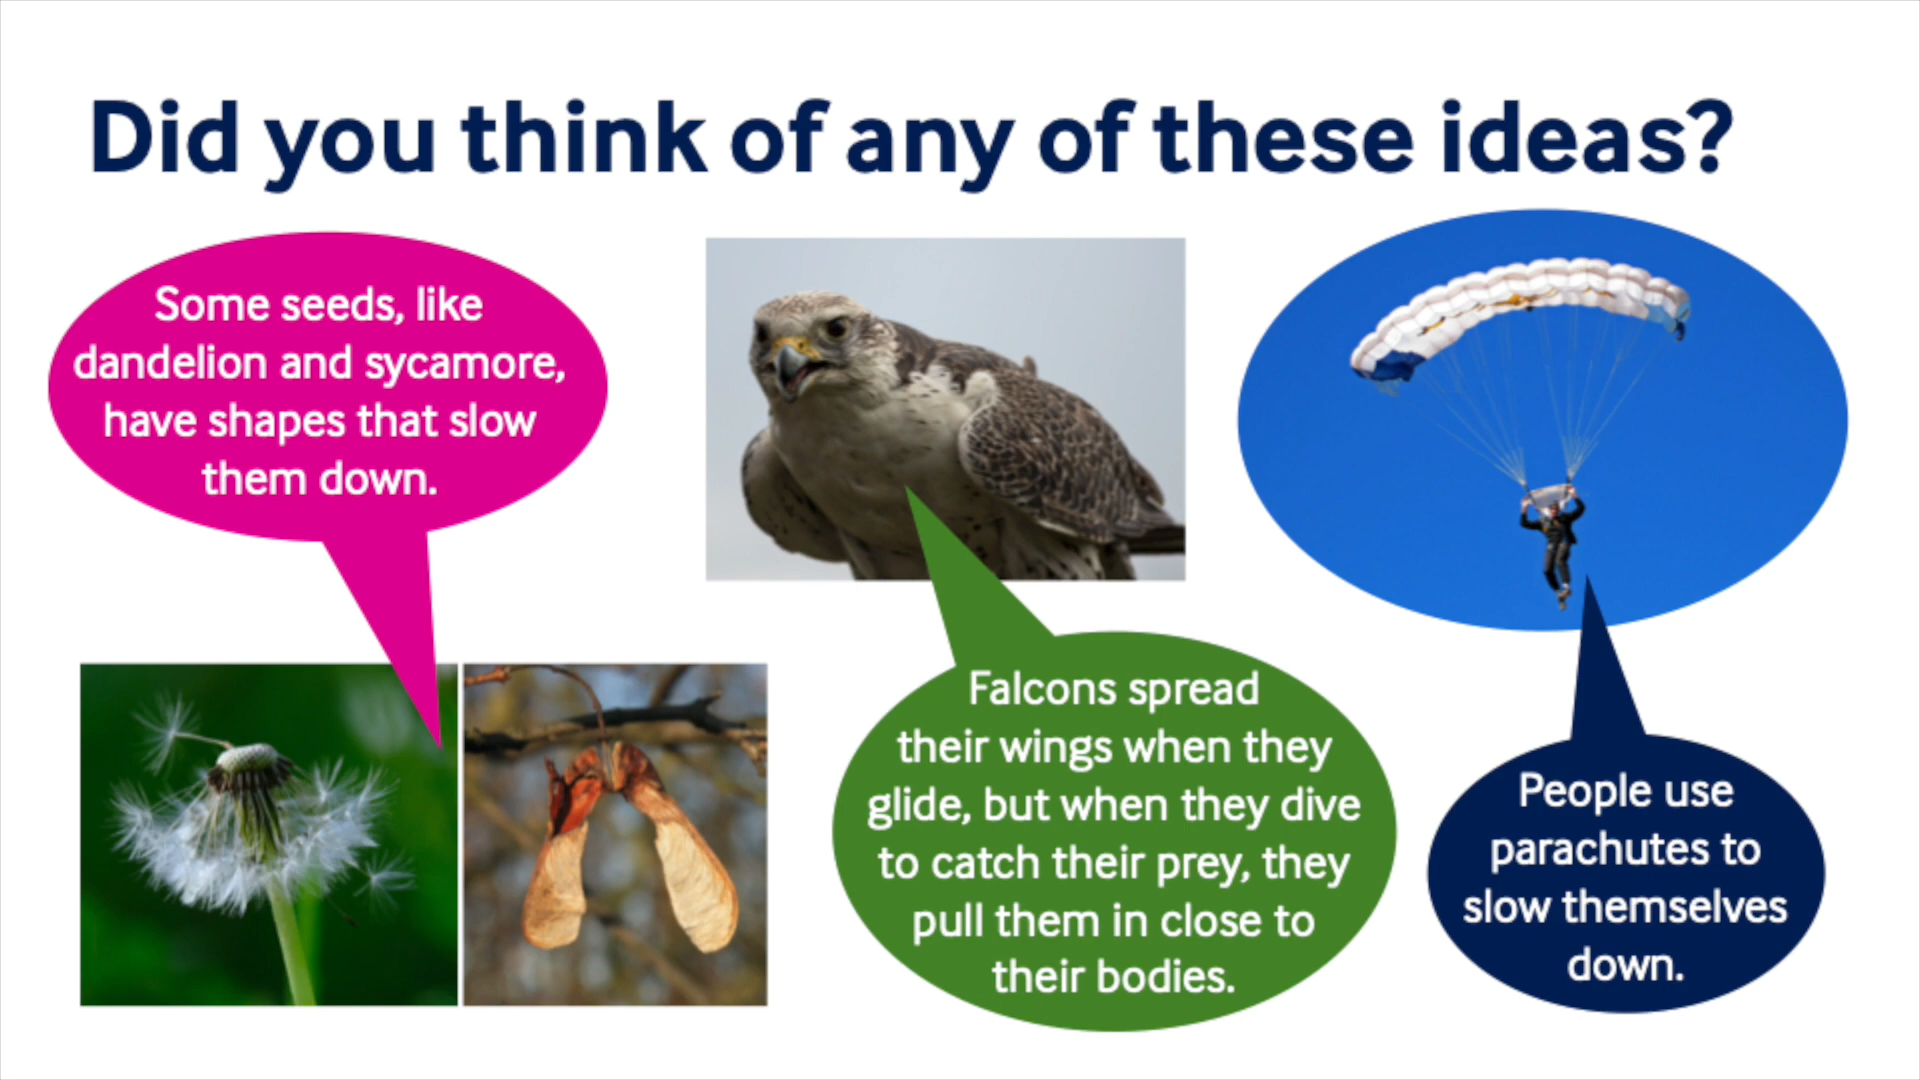 Did you think of any of these ideas?
Some seeds, like
dandelion and sycamore,
have shapes that slow
them down.
Falcons spread
their wings when they
glide, but when they dive
to catch their prey, they
pull them in close to
their bodies.
People use
parachutes to
slow themselves
down.